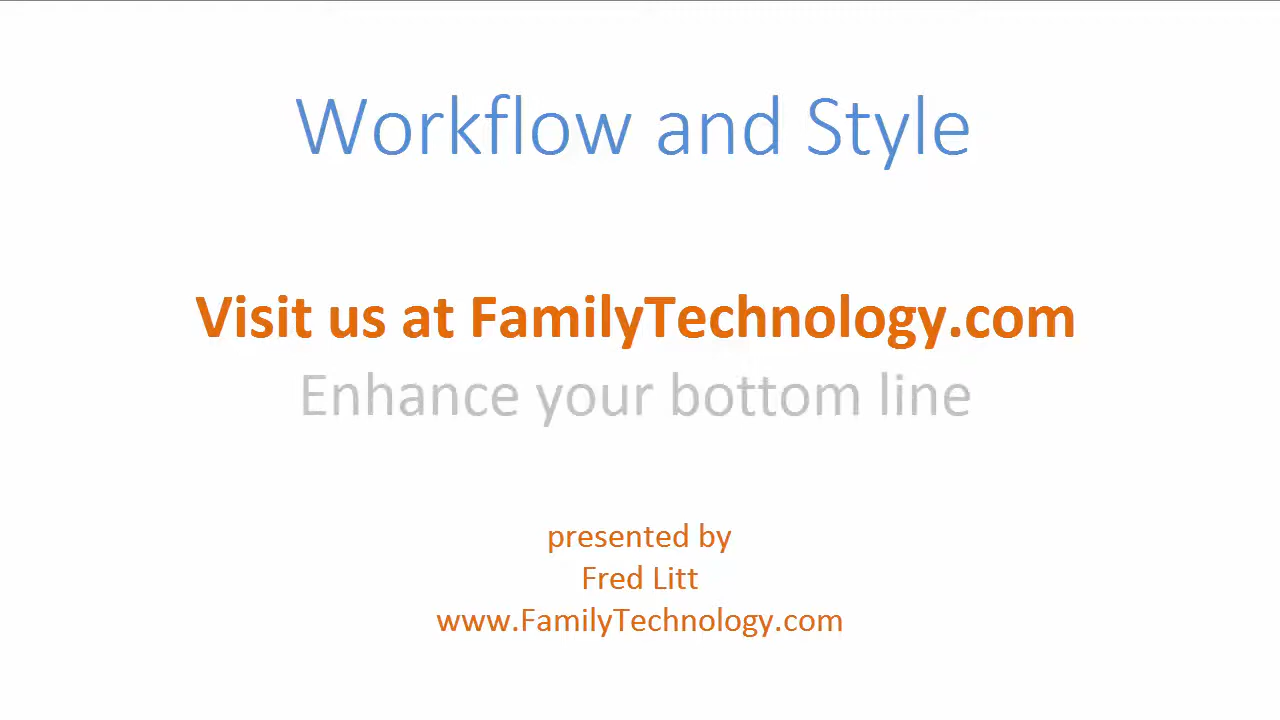 Workflow and Style
Visit us at FamilyTechnology.com
Enhance your bottom line
presented by
Fred Litt
www.FamilyTechnology.com